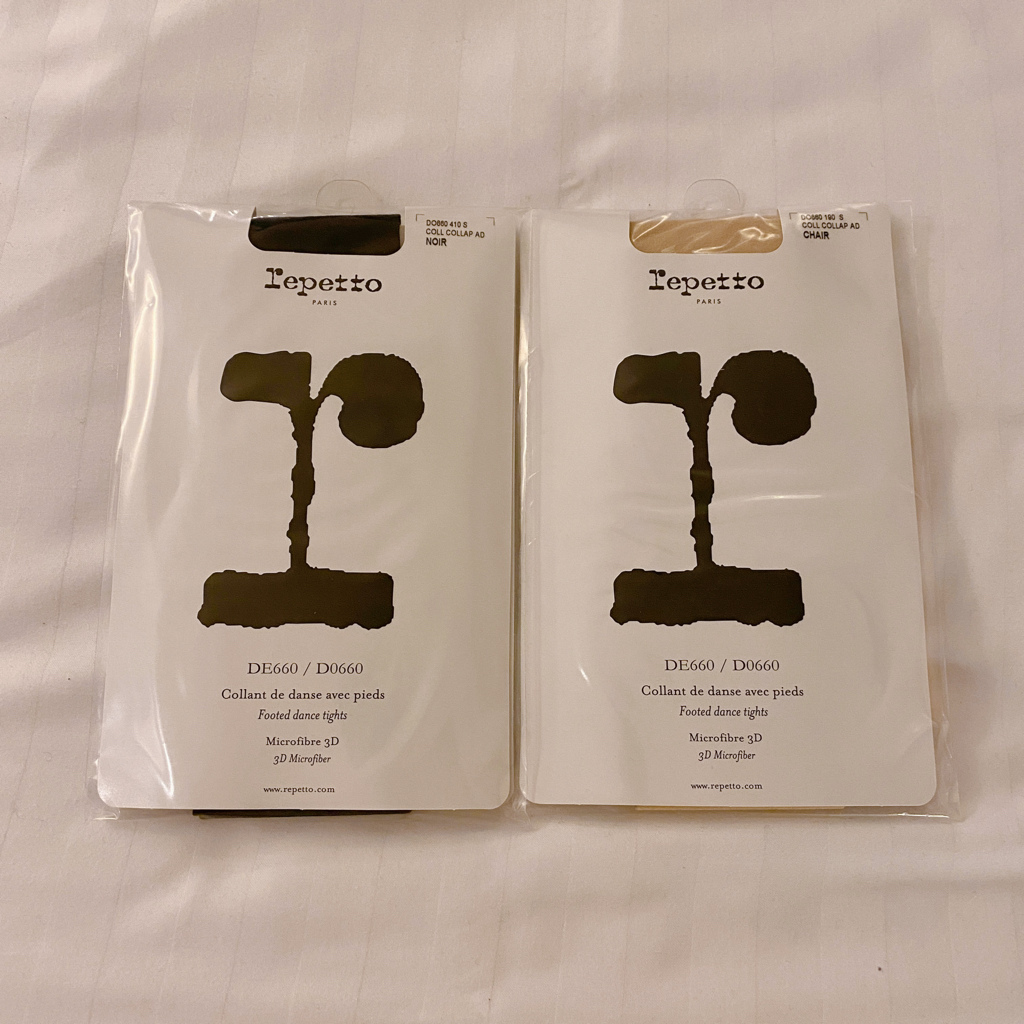 DO660 410 S
COLL COLLAP AD
NOIR
repetto
PARIS
r
DE660 / D0660
Collant de danse avec pieds
Footed dance tights
Microfibre 3D
3D Microfiber
www.repetto.com
DO660 190 S
COLL COLLAP AD
CHAIR
repetto
PARIS
r
DE660 / D0660
Collant de danse avec pieds
Footed dance tights
Microfibre 3D
3D Microfiber
www.repetto.com